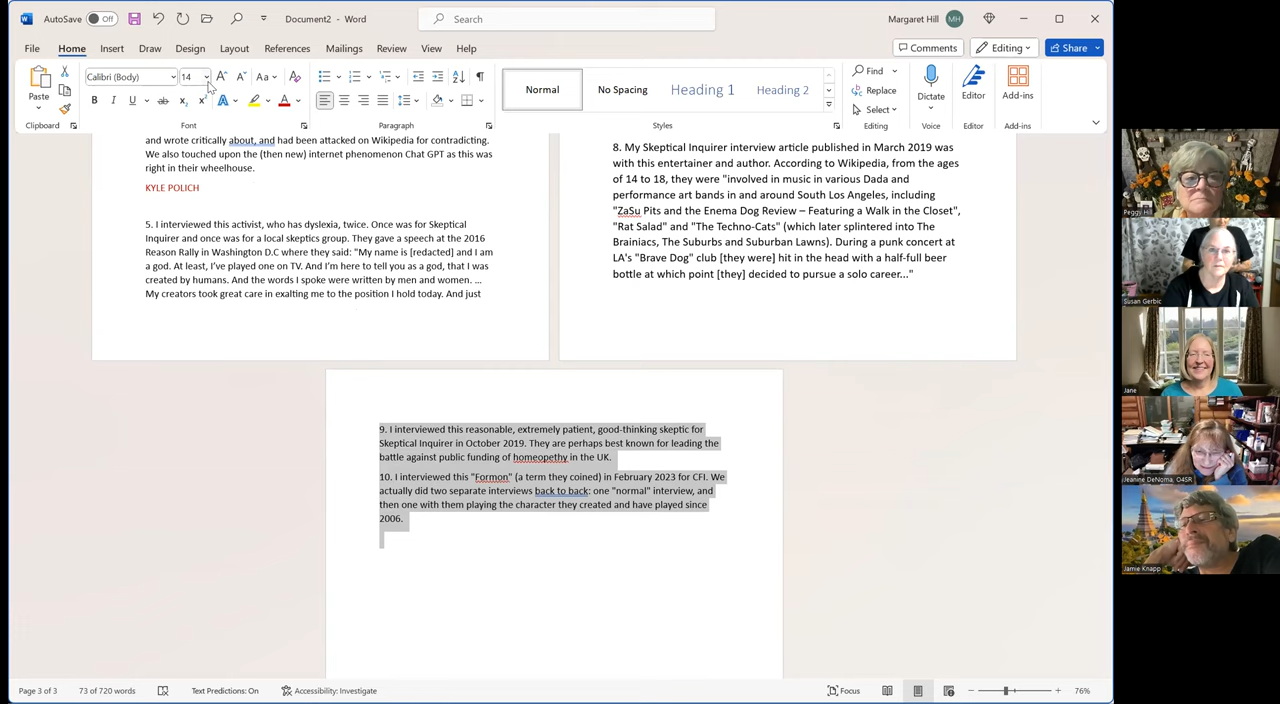 AutoSave Off Document2 - Word Search Margaret Hill MH
File Home Insert Draw Design Layout References Mailings Review View Help Comments Editing Share
Paste Calibri (Body) 14 Aa Normal No Spacing Heading 1 Heading 2 Find Replace Select Dictate Editor Add-ins
Clipboard Font Paragraph Styles Editing Voice Editor Add-ins
and wrote critically about, and had been attacked on Wikipedia for contradicting.
We also touched upon the (then new) internet phenomenon Chat GPT as this was
right in their wheelhouse.
KYLE POLICH
5. I interviewed this activist, who has dyslexia, twice. Once was for Skeptical
Inquirer and once was for a local skeptics group. They gave a speech at the 2016
Reason Rally in Washington D.C where they said: "My name is [redacted] and I am
a god. At least, I've played one on TV. And I'm here to tell you as a god, that I was
created by humans. And the words I spoke were written by men and women. ...
My creators took great care in exalting me to the position I hold today. And just
8. My Skeptical Inquirer interview article published in March 2019 was
with this entertainer and author. According to Wikipedia, from the ages
of 14 to 18, they were "involved in music in various Dada and
performance art bands in and around South Los Angeles, including
"ZaSu Pits and the Enema Dog Review – Featuring a Walk in the Closet",
"Rat Salad" and "The Techno-Cats" (which later splintered into The
Brainiacs, The Suburbs and Suburban Lawns). During a punk concert at
LA's "Brave Dog" club [they were] hit in the head with a half-full beer
bottle at which point [they] decided to pursue a solo career..."
9. I interviewed this reasonable, extremely patient, good-thinking skeptic for
Skeptical Inquirer in October 2019. They are perhaps best known for leading the
battle against public funding of homeopethy in the UK.
10. I interviewed this "Formon" (a term they coined) in February 2023 for CFI. We
actually did two separate interviews back to back: one "normal" interview, and
then one with them playing the character they created and have played since
2006.
Page 3 of 3 73 of 720 words Text Predictions: On Accessibility: Investigate Focus 76%
Peggy Hill
Susan Gerbic
Jane
Jeanine DeNoma, O4SR
Jamie Knapp